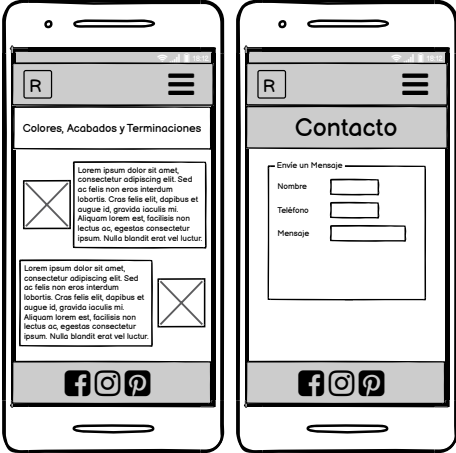 18:12
R
Colores, Acabados y Terminaciones
Lorem ipsum dolor sit amet,
consectetur adipiscing elit. Sed
ac felis non eros interdum
lobortis. Cras felis elit, dapibus et
augue id, gravida iaculis mi.
Aliquam lorem est, facilisis non
lectus ac, egestas consectetur
ipsum. Nulla blandit erat vel luctur.
Lorem ipsum dolor sit amet,
consectetur adipiscing elit. Sed
ac felis non eros interdum
lobortis. Cras felis elit, dapibus et
augue id, gravida iaculis mi.
Aliquam lorem est, facilisis non
lectus ac, egestas consectetur
ipsum. Nulla blandit erat vel luctur.
18:12
R
Contacto
Envíe un Mensaje
Nombre
Teléfono
Mensaje